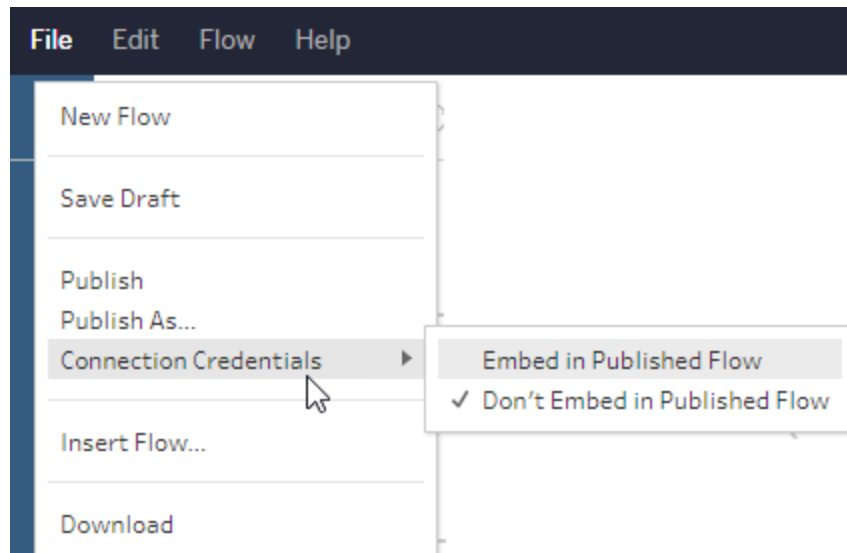 File Edit Flow Help
New Flow
Save Draft
Publish
Publish As...
Connection Credentials
Embed in Published Flow
✓ Don't Embed in Published Flow
Insert Flow...
Download